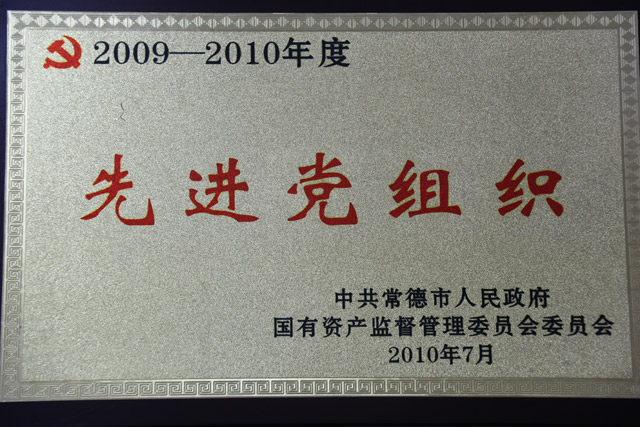 2009—2010年度
先进党组织
中共常德市人民政府
国有资产监督管理委员会委员会
2010年7月